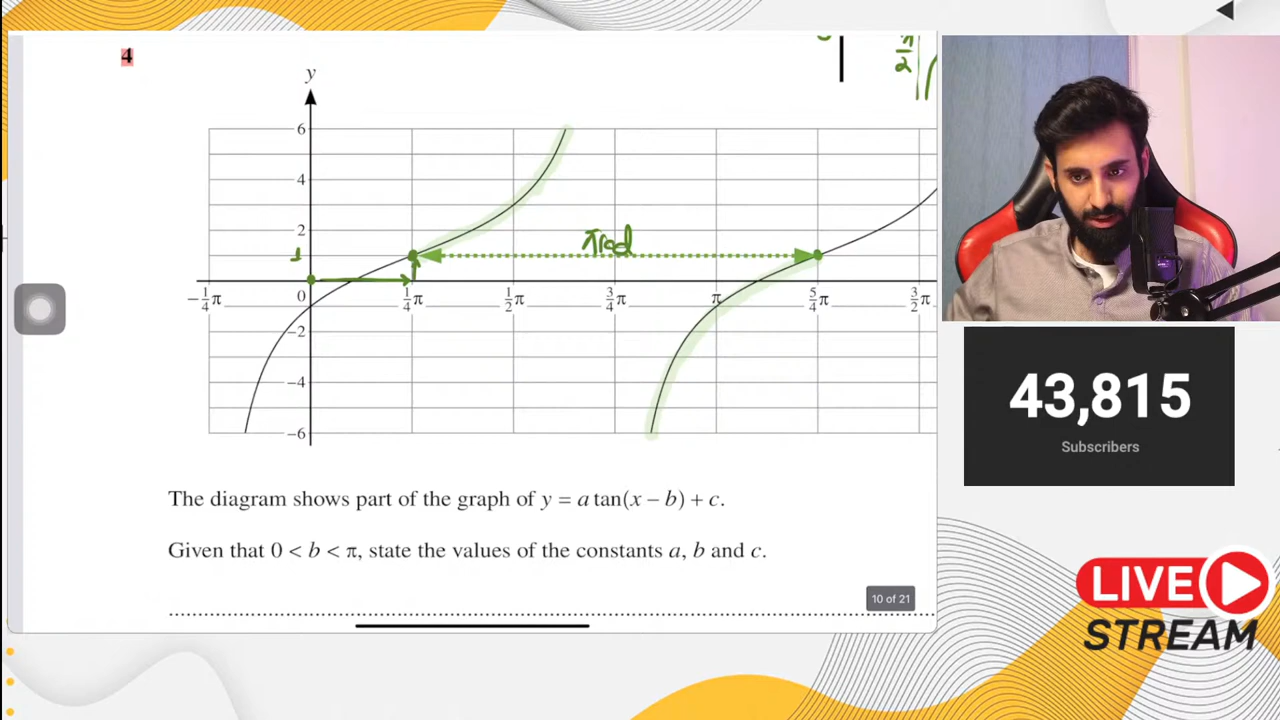 4
π/2
y
6
4
2
1
πrad
−1/4π 0 1/4π 1/2π 3/4π π 5/4π 3/2π
−2
−4
−6
The diagram shows part of the graph of y = a tan(x − b) + c.
Given that 0 < b < π, state the values of the constants a, b and c.
10 of 21
43,815
Subscribers
LIVE
STREAM